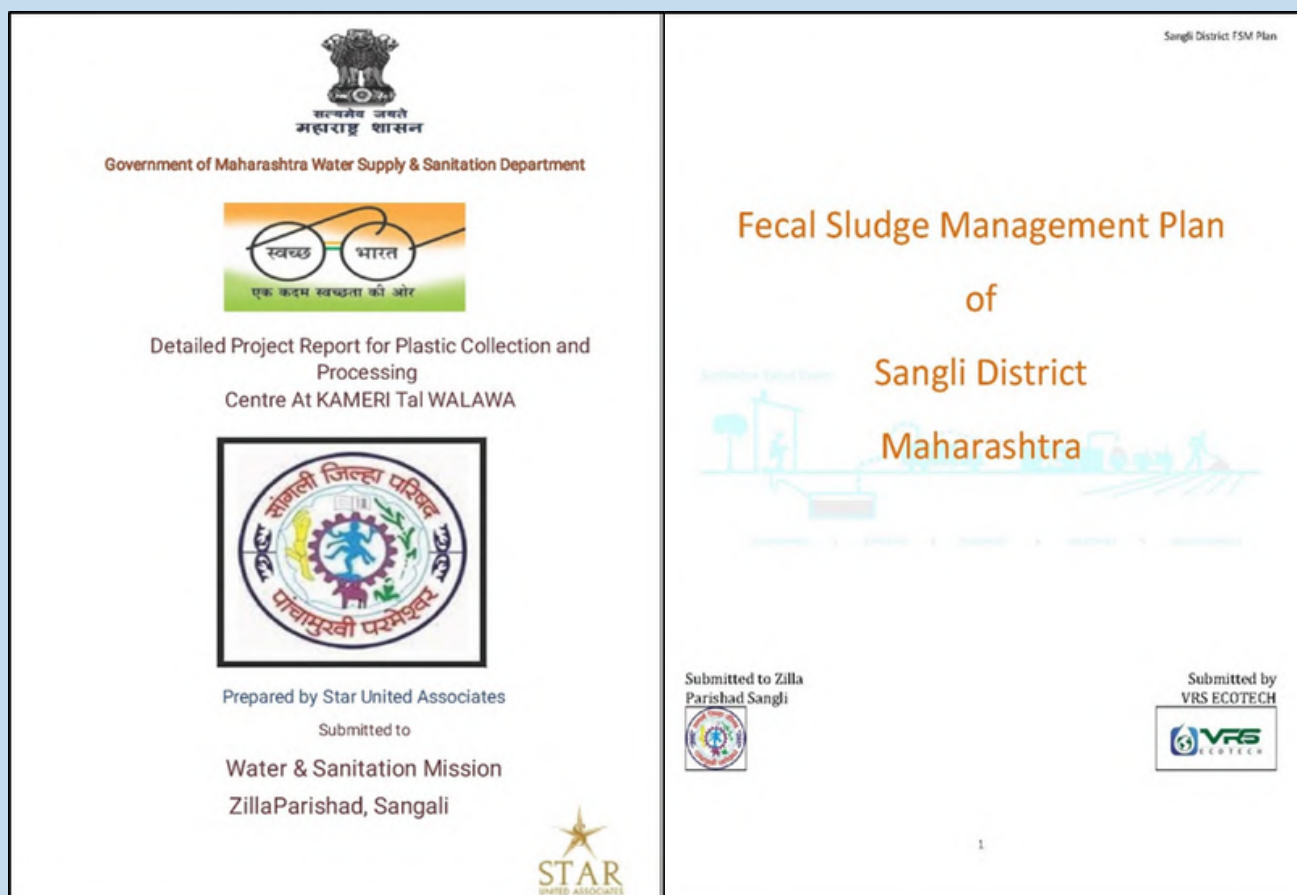 सत्यमेव जयते
महाराष्ट्र शासन
Government of Maharashtra Water Supply & Sanitation Department
स्वच्छ भारत
एक कदम स्वच्छता की ओर
Detailed Project Report for Plastic Collection and
Processing
Centre At KAMERI Tal WALAWA
सांगली जिल्हा परिषद
पांचामुखी परमेश्वर
Prepared by Star United Associates
Submitted to
Water & Sanitation Mission
ZillaParishad, Sangali
S
STAR
UNITED ASSOCIATES
Sangli District FSM Plan
Fecal Sludge Management Plan
of
Sangli District
Maharashtra
Submitted to Zilla
Parishad Sangli
Submitted by
VRS ECOTECH
VRS
ECOTECH
1